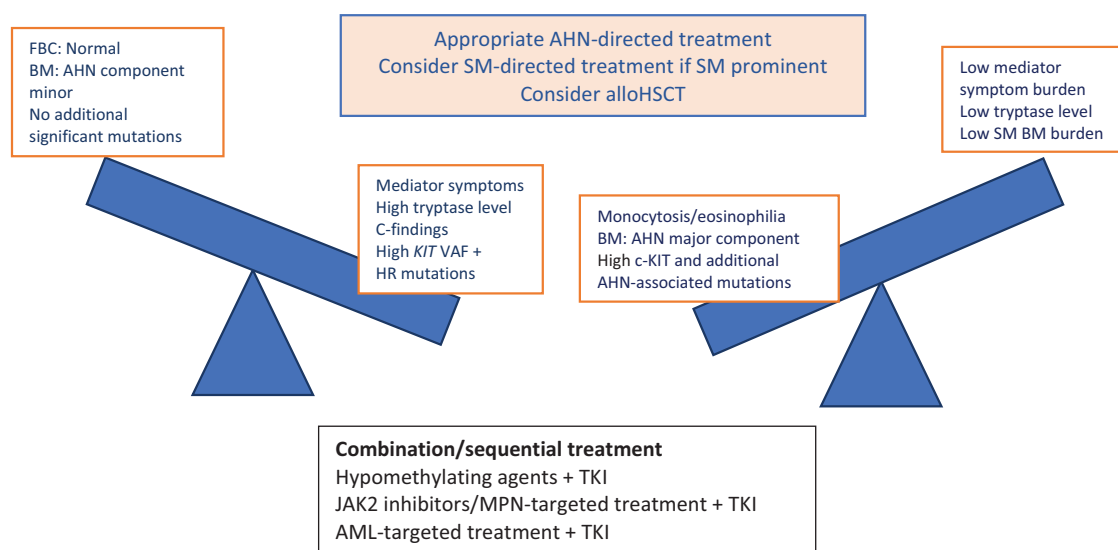 FBC: Normal
BM: AHN component
minor
No additional
significant mutations
Appropriate AHN-directed treatment
Consider SM-directed treatment if SM prominent
Consider alloHSCT
Low mediator
symptom burden
Low tryptase level
Low SM BM burden
Mediator symptoms
High tryptase level
C-findings
High KIT VAF +
HR mutations
Monocytosis/eosinophilia
BM: AHN major component
High c-KIT and additional
AHN-associated mutations
Combination/sequential treatment
Hypomethylating agents + TKI
JAK2 inhibitors/MPN-targeted treatment + TKI
AML-targeted treatment + TKI